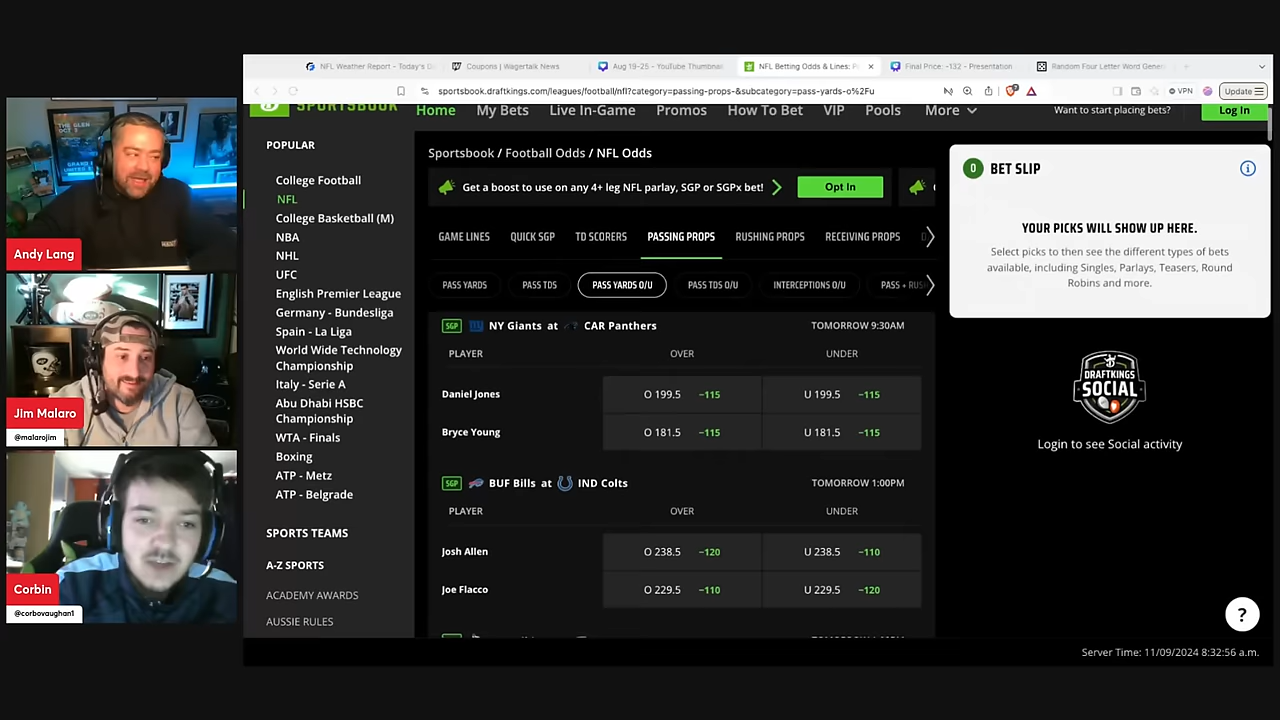 NFL Weather Report - Today's D
Coupons | Wagertalk News
Aug 19-25 - YouTube Thumbnai
NFL Betting Odds & Lines: P
Final Price: -132 - Presentation
Random Four Letter Word Gener
sportsbook.draftkings.com/leagues/football/nfl?category=passing-props-&subcategory=pass-yards-o%2Fu
VPN
Update
SPORTSBOOK
Home My Bets Live In-Game Promos How To Bet VIP Pools More
Want to start placing bets?
Log In
POPULAR
College Football
NFL
College Basketball (M)
NBA
NHL
UFC
English Premier League
Germany - Bundesliga
Spain - La Liga
World Wide Technology
Championship
Italy - Serie A
Abu Dhabi HSBC
Championship
WTA - Finals
Boxing
ATP - Metz
ATP - Belgrade
SPORTS TEAMS
A-Z SPORTS
ACADEMY AWARDS
AUSSIE RULES
Sportsbook / Football Odds / NFL Odds
Get a boost to use on any 4+ leg NFL parlay, SGP or SGPx bet!
Opt In
GAME LINES QUICK SGP TD SCORERS PASSING PROPS RUSHING PROPS RECEIVING PROPS
PASS YARDS PASS TDS PASS YARDS O/U PASS TDS O/U INTERCEPTIONS O/U PASS + RUS
SGP NY Giants at CAR Panthers TOMORROW 9:30AM
PLAYER OVER UNDER
Daniel Jones O 199.5 −115 U 199.5 −115
Bryce Young O 181.5 −115 U 181.5 −115
SGP BUF Bills at IND Colts TOMORROW 1:00PM
PLAYER OVER UNDER
Josh Allen O 238.5 −120 U 238.5 −110
Joe Flacco O 229.5 −110 U 229.5 −120
0 BET SLIP
YOUR PICKS WILL SHOW UP HERE.
Select picks to then see the different types of bets
available, including Singles, Parlays, Teasers, Round
Robins and more.
DRAFTKINGS
SOCIAL
Login to see Social activity
?
Server Time: 11/09/2024 8:32:56 a.m.
Andy Lang
JIm Malaro
@malarojim
Corbin
@corbovaughan1